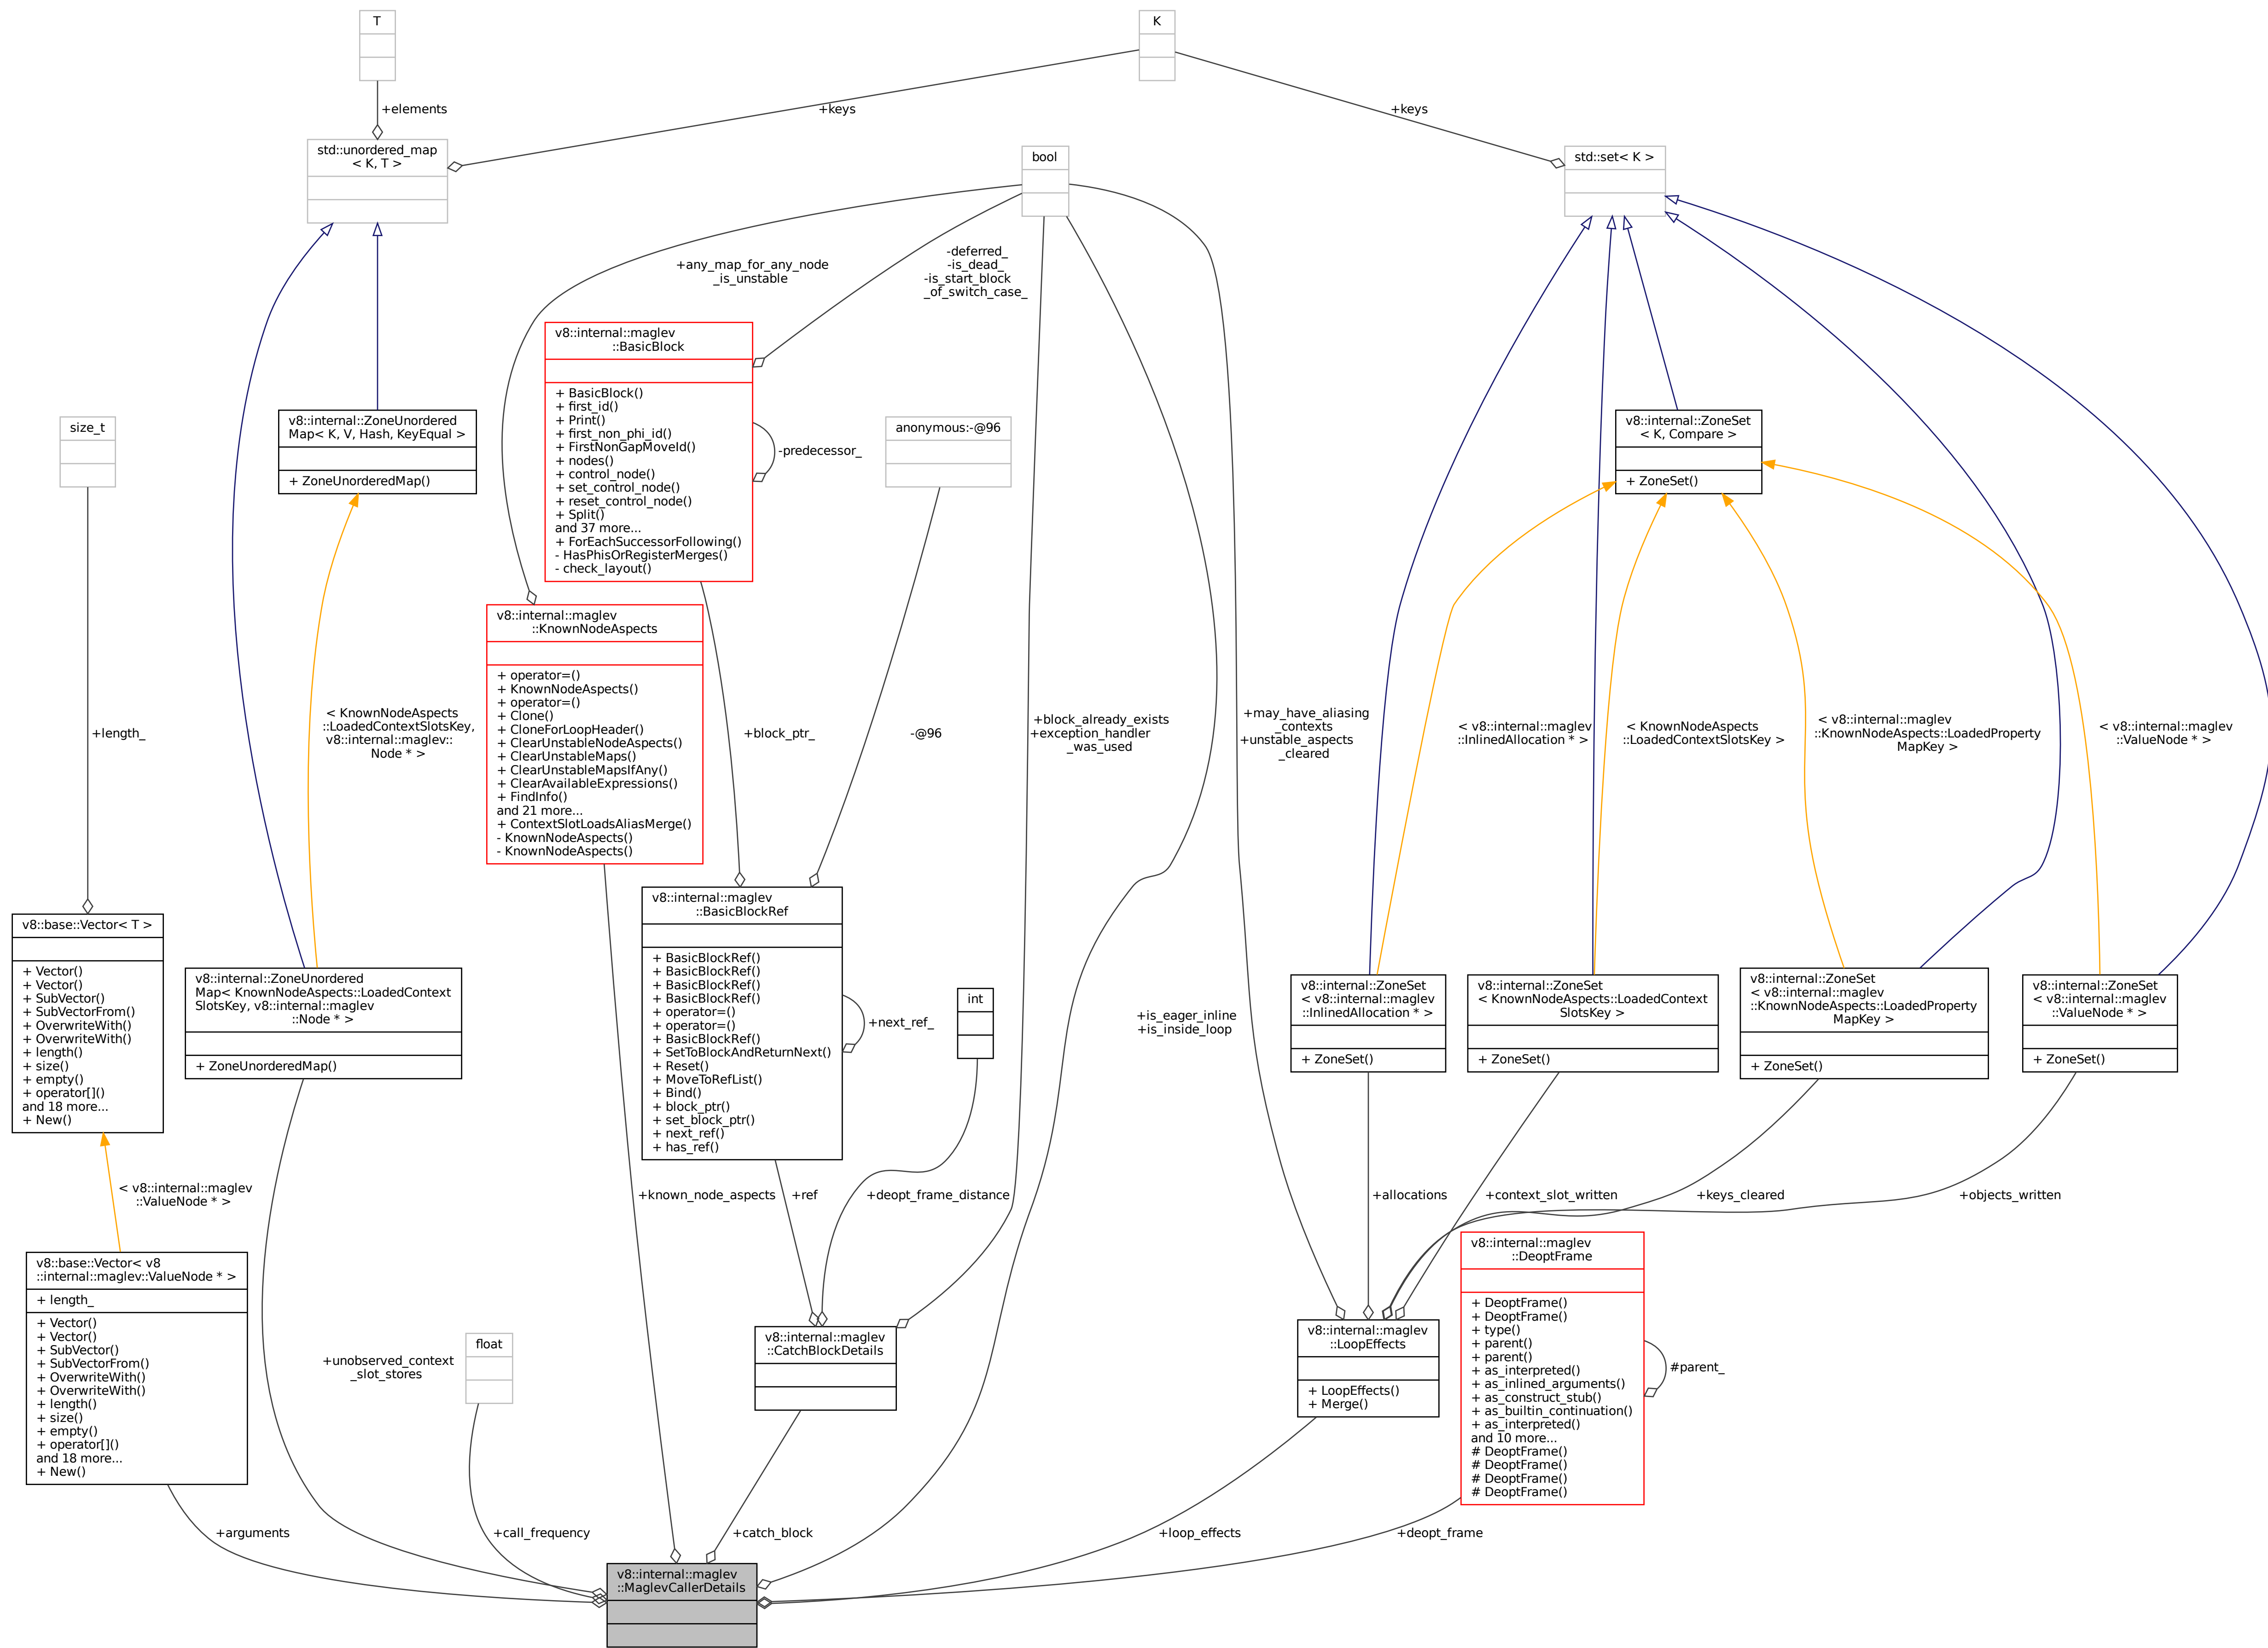 T
K
+elements
+keys
+keys
std::unordered_map
< K, T >
bool
std::set< K >
+any_map_for_any_node
_is_unstable
-deferred_
-is_dead_
-is_start_block
_of_switch_case_
v8::internal::maglev
::BasicBlock
+ BasicBlock()
+ first_id()
+ Print()
+ first_non_phi_id()
+ FirstNonGapMoveId()
+ nodes()
+ control_node()
+ set_control_node()
+ reset_control_node()
+ Split()
and 37 more...
+ ForEachSuccessorFollowing()
- HasPhisOrRegisterMerges()
- check_layout()
-predecessor_
size_t
v8::internal::ZoneUnordered
Map< K, V, Hash, KeyEqual >
+ ZoneUnorderedMap()
anonymous:-@96
v8::internal::ZoneSet
< K, Compare >
+ ZoneSet()
v8::internal::maglev
::KnownNodeAspects
+ operator=()
+ KnownNodeAspects()
+ operator=()
+ Clone()
+ CloneForLoopHeader()
+ ClearUnstableNodeAspects()
+ ClearUnstableMaps()
+ ClearUnstableMapsIfAny()
+ ClearAvailableExpressions()
+ FindInfo()
and 21 more...
+ ContextSlotLoadsAliasMerge()
- KnownNodeAspects()
- KnownNodeAspects()
+length_
< KnownNodeAspects
::LoadedContextSlotsKey,
v8::internal::maglev::
Node * >
+block_ptr_
-@96
+block_already_exists
+exception_handler
_was_used
+may_have_aliasing
_contexts
+unstable_aspects
_cleared
< v8::internal::maglev
::InlinedAllocation * >
< KnownNodeAspects
::LoadedContextSlotsKey >
< v8::internal::maglev
::KnownNodeAspects::LoadedProperty
MapKey >
< v8::internal::maglev
::ValueNode * >
v8::base::Vector< T >
+ Vector()
+ Vector()
+ SubVector()
+ SubVectorFrom()
+ OverwriteWith()
+ OverwriteWith()
+ length()
+ size()
+ empty()
+ operator[]()
and 18 more...
+ New()
v8::internal::ZoneUnordered
Map< KnownNodeAspects::LoadedContext
SlotsKey, v8::internal::maglev
::Node * >
+ ZoneUnorderedMap()
v8::internal::maglev
::BasicBlockRef
+ BasicBlockRef()
+ BasicBlockRef()
+ BasicBlockRef()
+ BasicBlockRef()
+ operator=()
+ operator=()
+ BasicBlockRef()
+ SetToBlockAndReturnNext()
+ Reset()
+ MoveToRefList()
+ Bind()
+ block_ptr()
+ set_block_ptr()
+ next_ref()
+ has_ref()
+next_ref_
int
+is_eager_inline
+is_inside_loop
v8::internal::ZoneSet
< v8::internal::maglev
::InlinedAllocation * >
+ ZoneSet()
v8::internal::ZoneSet
< KnownNodeAspects::LoadedContext
SlotsKey >
+ ZoneSet()
v8::internal::ZoneSet
< v8::internal::maglev
::KnownNodeAspects::LoadedProperty
MapKey >
+ ZoneSet()
v8::internal::ZoneSet
< v8::internal::maglev
::ValueNode * >
+ ZoneSet()
< v8::internal::maglev
::ValueNode * >
+known_node_aspects
+ref
+deopt_frame_distance
+allocations
+context_slot_written
+keys_cleared
+objects_written
v8::base::Vector< v8
::internal::maglev::ValueNode * >
+ length_
+ Vector()
+ Vector()
+ SubVector()
+ SubVectorFrom()
+ OverwriteWith()
+ OverwriteWith()
+ length()
+ size()
+ empty()
+ operator[]()
and 18 more...
+ New()
+unobserved_context
_slot_stores
float
v8::internal::maglev
::CatchBlockDetails
v8::internal::maglev
::LoopEffects
+ LoopEffects()
+ Merge()
v8::internal::maglev
::DeoptFrame
+ DeoptFrame()
+ DeoptFrame()
+ type()
+ parent()
+ parent()
+ as_interpreted()
+ as_inlined_arguments()
+ as_construct_stub()
+ as_builtin_continuation()
+ as_interpreted()
and 10 more...
# DeoptFrame()
# DeoptFrame()
# DeoptFrame()
# DeoptFrame()
#parent_
+arguments
+call_frequency
+catch_block
+loop_effects
+deopt_frame
v8::internal::maglev
::MaglevCallerDetails